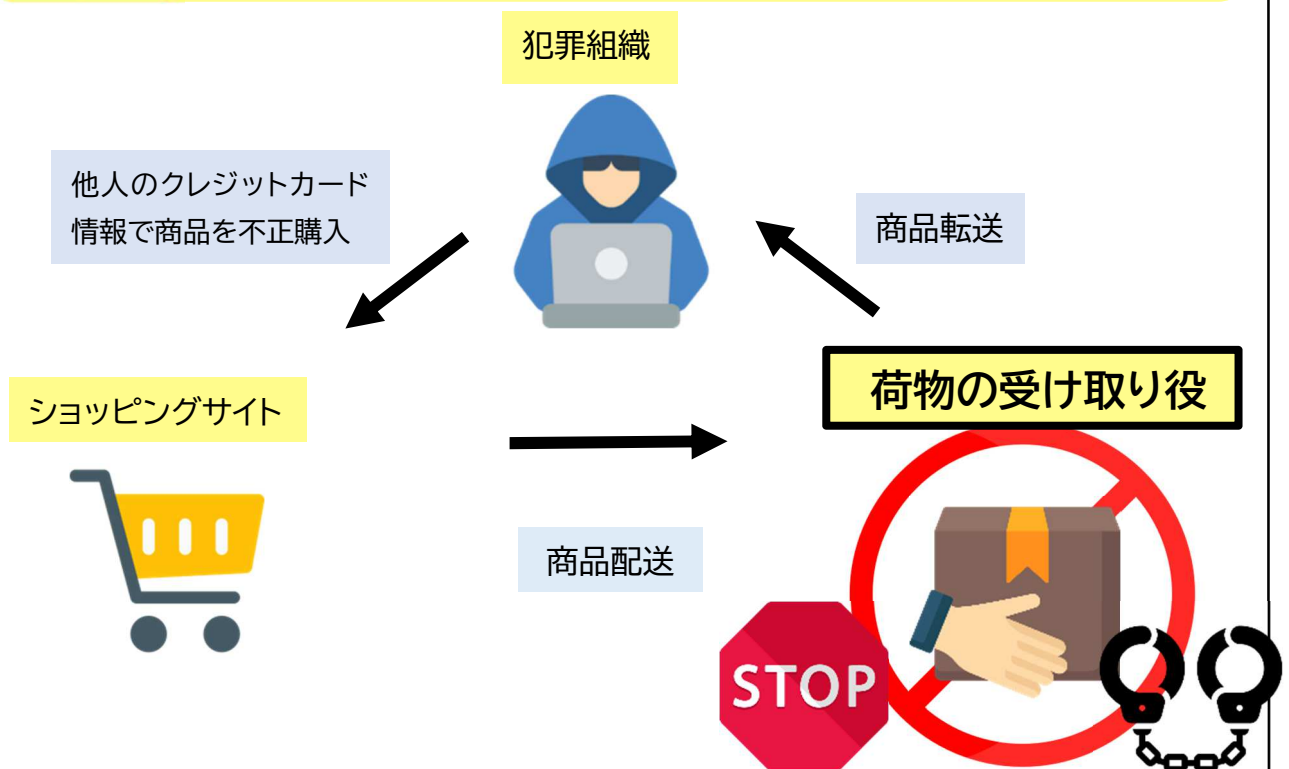 犯罪組織
他人のクレジットカード
情報で商品を不正購入
商品転送
荷物の受け取り役
ショッピングサイト
商品配送
STOP